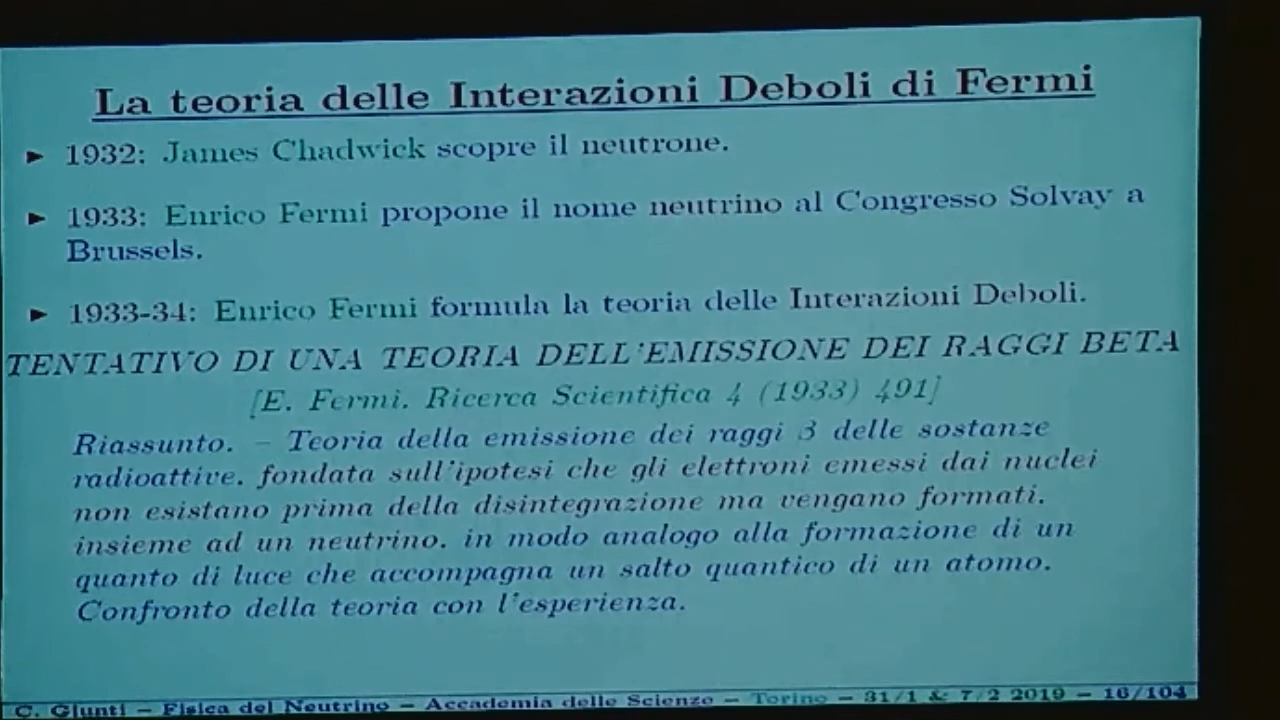 La teoria delle Interazioni Deboli di Fermi
► 1932: James Chadwick scopre il neutrone.
► 1933: Enrico Fermi propone il nome neutrino al Congresso Solvay a
Brussels.
► 1933-34: Enrico Fermi formula la teoria delle Interazioni Deboli.
TENTATIVO DI UNA TEORIA DELL'EMISSIONE DEI RAGGI BETA
[E. Fermi, Ricerca Scientifica 4 (1933) 491]
Riassunto. – Teoria della emissione dei raggi β delle sostanze
radioattive, fondata sull'ipotesi che gli elettroni emessi dai nuclei
non esistano prima della disintegrazione ma vengano formati,
insieme ad un neutrino, in modo analogo alla formazione di un
quanto di luce che accompagna un salto quantico di un atomo.
Confronto della teoria con l'esperienza.
C. Giunti – Fisica del Neutrino – Accademia delle Scienze – Torino – 31/1 & 7/2 2019 – 16/104